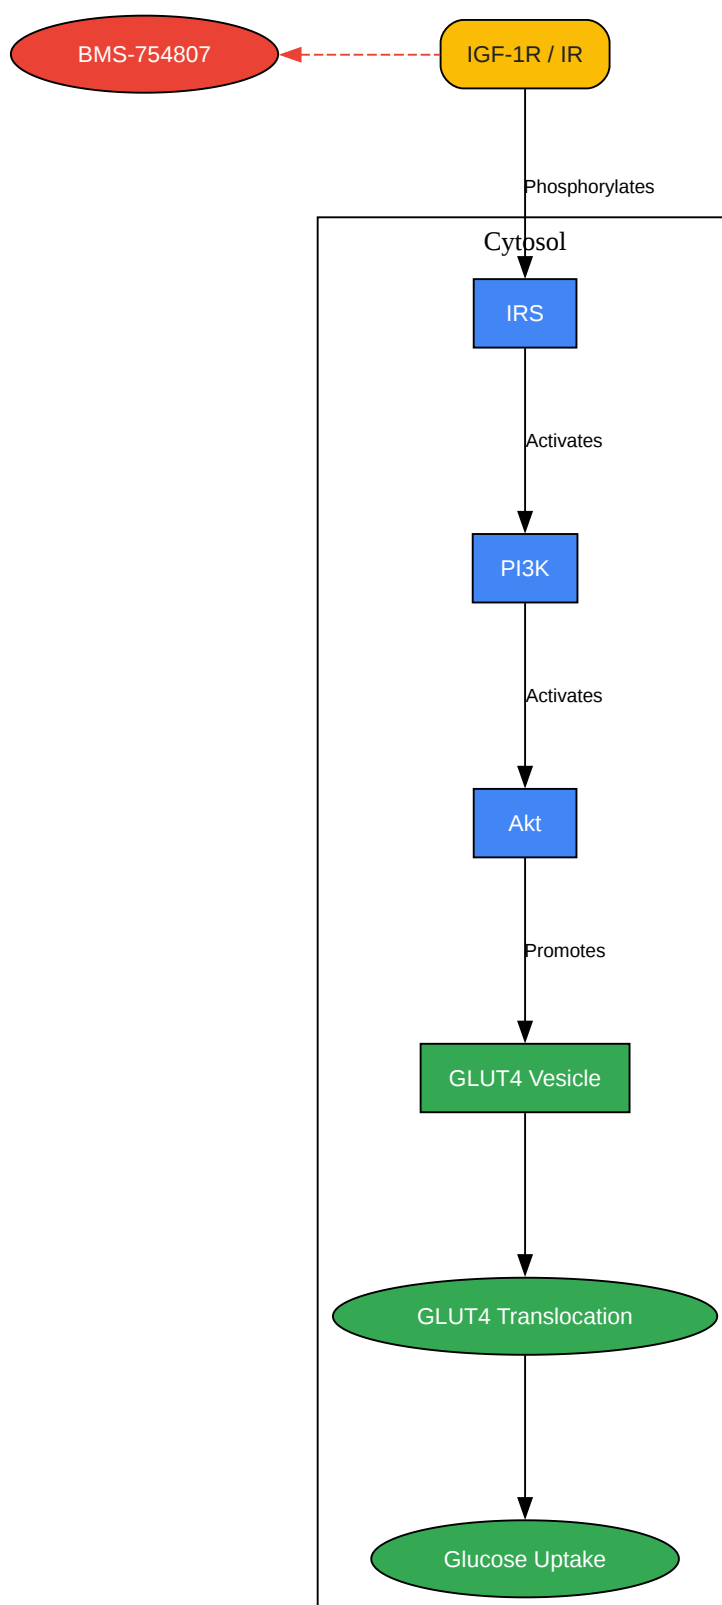 BMS-754807
IGF-1R / IR
Phosphorylates
Cytosol
IRS
Activates
PI3K
Activates
Akt
Promotes
GLUT4 Vesicle
GLUT4 Translocation
Glucose Uptake